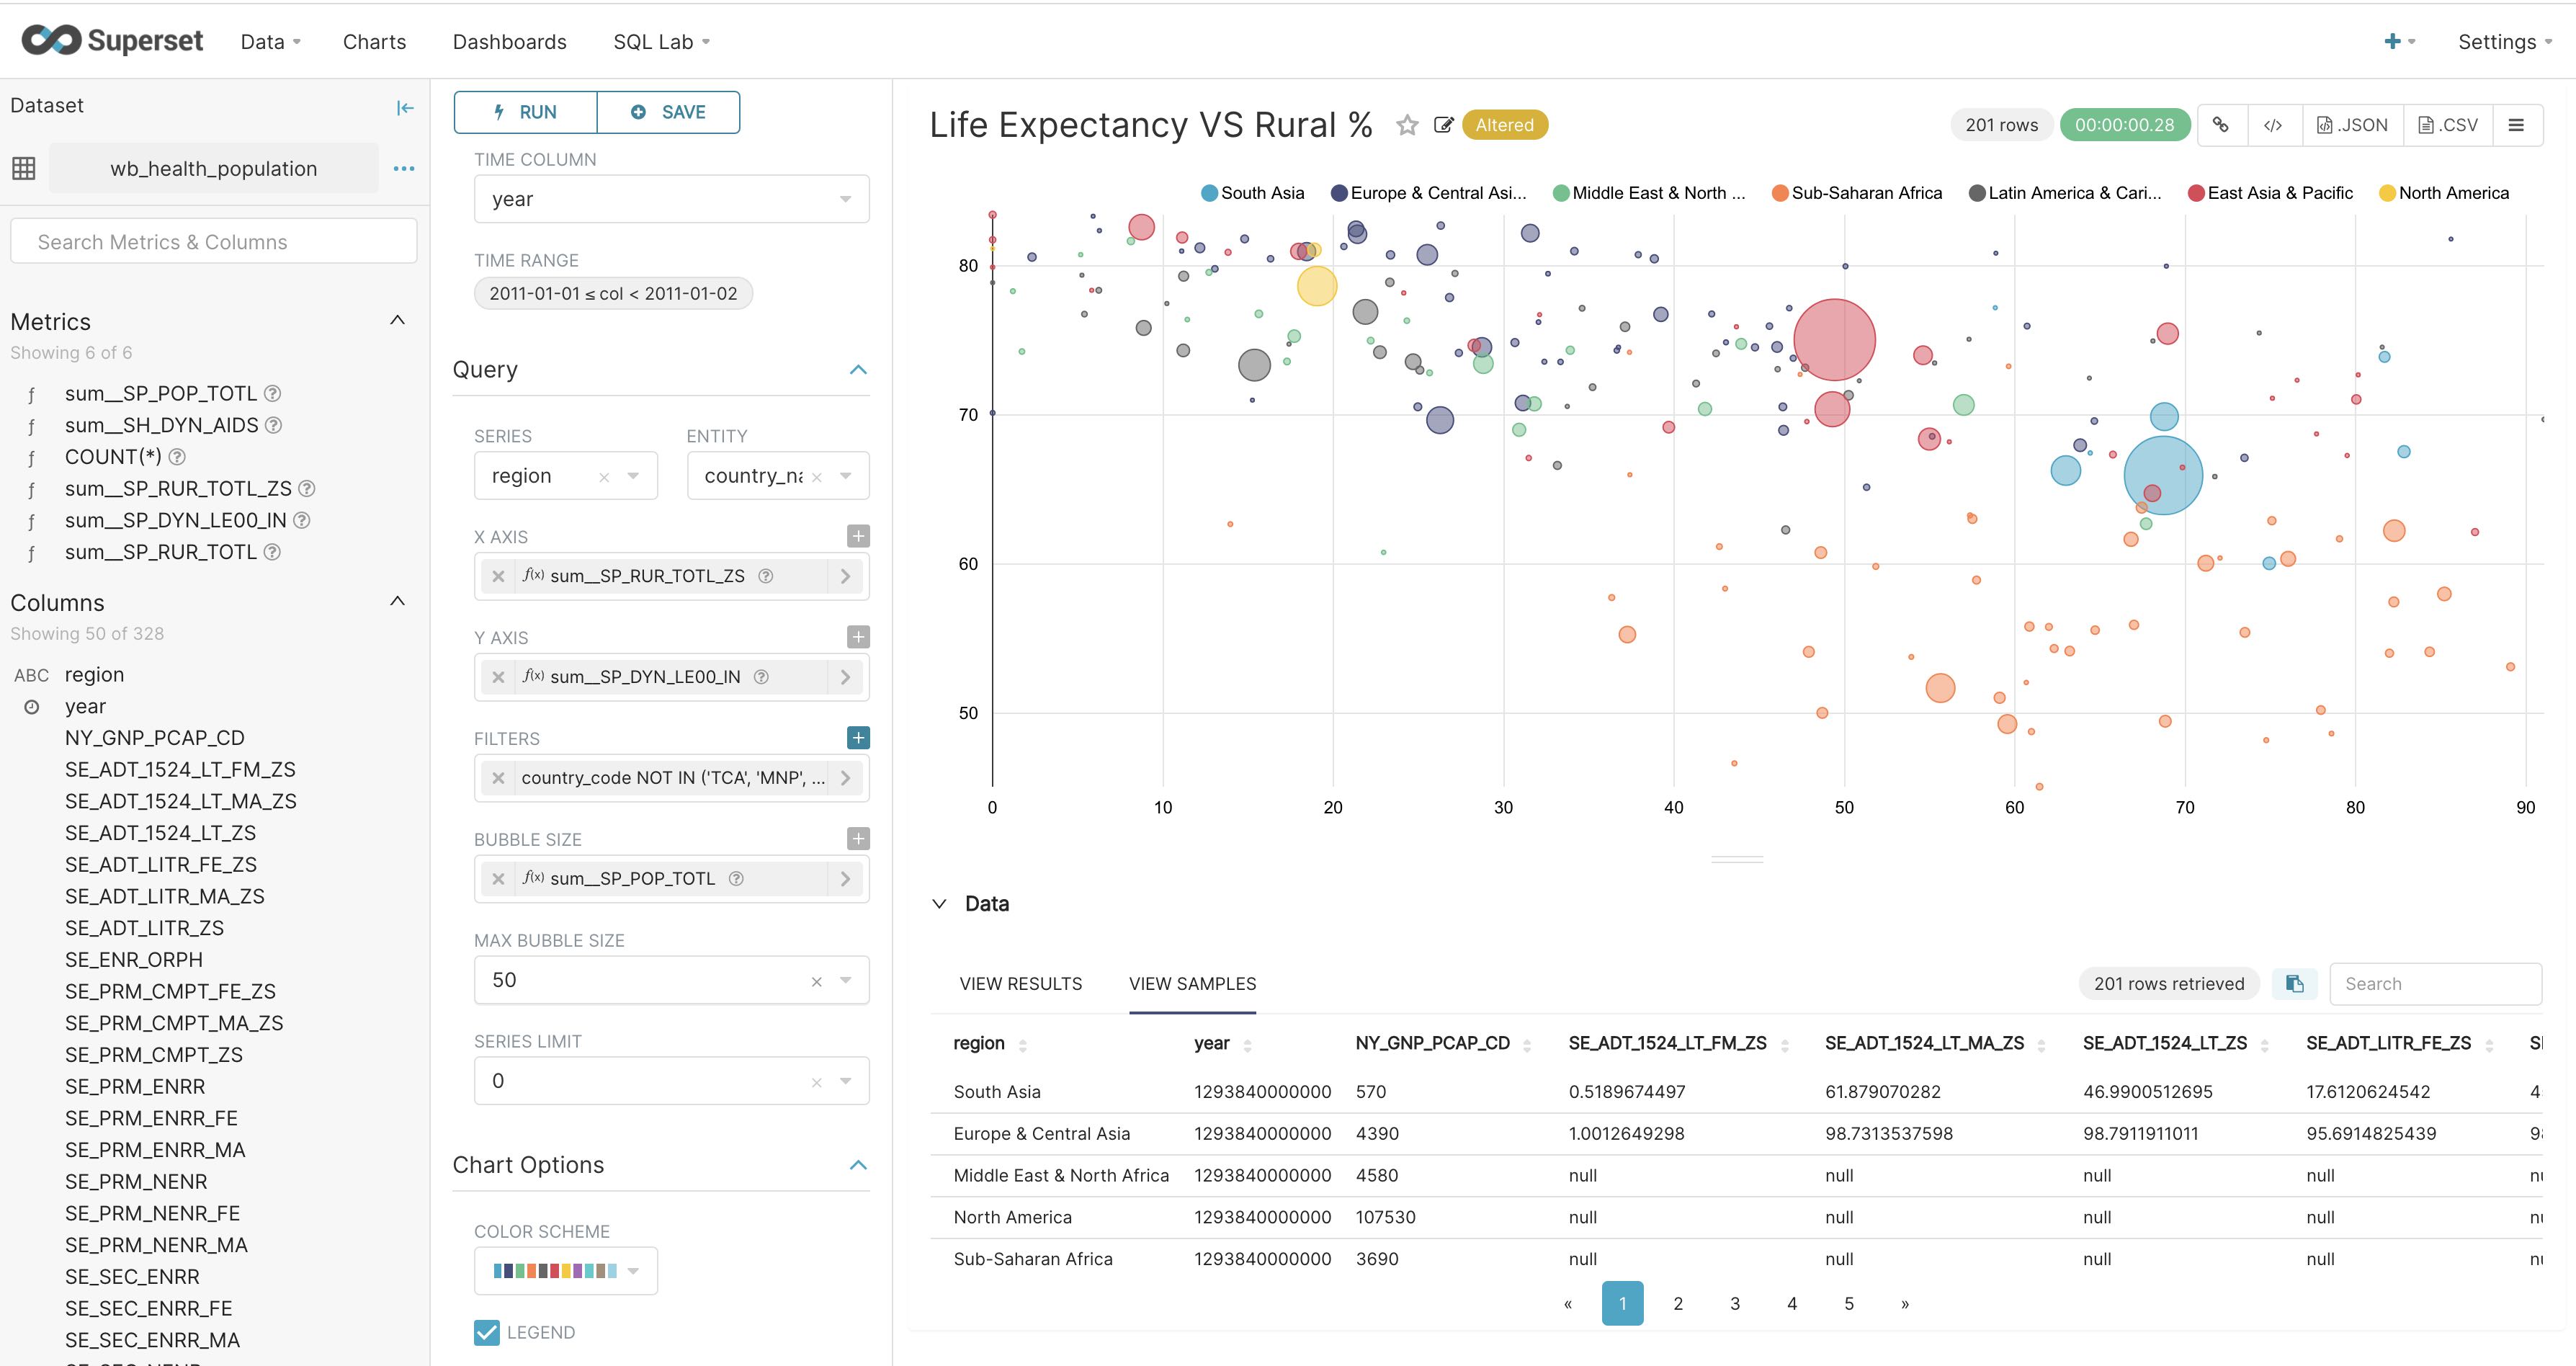 Superset Data Charts Dashboards SQL Lab + Settings
Dataset
wb_health_population
Search Metrics & Columns
Metrics
Showing 6 of 6
f sum__SP_POP_TOTL
f sum__SH_DYN_AIDS
f COUNT(*)
f sum__SP_RUR_TOTL_ZS
f sum__SP_DYN_LE00_IN
f sum__SP_RUR_TOTL
Columns
Showing 50 of 328
ABC region
year
NY_GNP_PCAP_CD
SE_ADT_1524_LT_FM_ZS
SE_ADT_1524_LT_MA_ZS
SE_ADT_1524_LT_ZS
SE_ADT_LITR_FE_ZS
SE_ADT_LITR_MA_ZS
SE_ADT_LITR_ZS
SE_ENR_ORPH
SE_PRM_CMPT_FE_ZS
SE_PRM_CMPT_MA_ZS
SE_PRM_CMPT_ZS
SE_PRM_ENRR
SE_PRM_ENRR_FE
SE_PRM_ENRR_MA
SE_PRM_NENR
SE_PRM_NENR_FE
SE_PRM_NENR_MA
SE_SEC_ENRR
SE_SEC_ENRR_FE
SE_SEC_ENRR_MA
RUN SAVE
TIME COLUMN
year
TIME RANGE
2011-01-01 ≤ col < 2011-01-02
Query
SERIES ENTITY
region × country_na ×
X AXIS
f(x) sum__SP_RUR_TOTL_ZS
Y AXIS
f(x) sum__SP_DYN_LE00_IN
FILTERS
country_code NOT IN ('TCA', 'MNP', ...
BUBBLE SIZE
f(x) sum__SP_POP_TOTL
MAX BUBBLE SIZE
50
SERIES LIMIT
0
Chart Options
COLOR SCHEME
LEGEND
Life Expectancy VS Rural % Altered 201 rows 00:00:00.28 </> .JSON .CSV
South Asia Europe & Central Asi... Middle East & North ... Sub-Saharan Africa Latin America & Cari... East Asia & Pacific North America
80
70
60
50
0 10 20 30 40 50 60 70 80 90
Data
VIEW RESULTS VIEW SAMPLES 201 rows retrieved Search
region year NY_GNP_PCAP_CD SE_ADT_1524_LT_FM_ZS SE_ADT_1524_LT_MA_ZS SE_ADT_1524_LT_ZS SE_ADT_LITR_FE_ZS
South Asia 1293840000000 570 0.5189674497 61.879070282 46.9900512695 17.6120624542
Europe & Central Asia 1293840000000 4390 1.0012649298 98.7313537598 98.7911911011 95.6914825439
Middle East & North Africa 1293840000000 4580 null null null null
North America 1293840000000 107530 null null null null
Sub-Saharan Africa 1293840000000 3690 null null null null
« 1 2 3 4 5 »